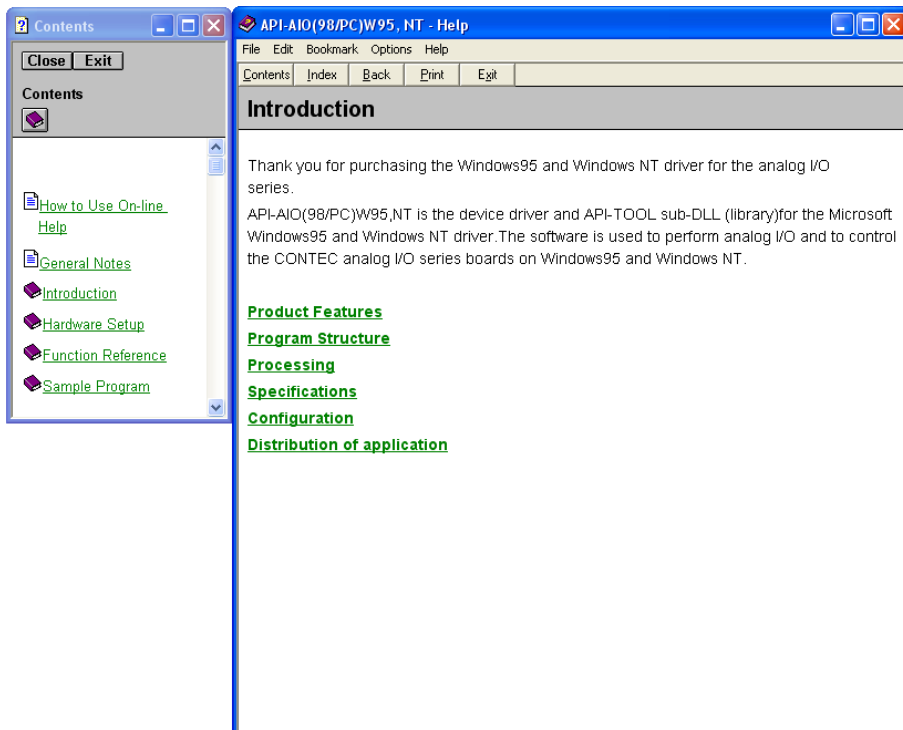 Contents
Close Exit
Contents
How to Use On-line
Help
General Notes
Introduction
Hardware Setup
Function Reference
Sample Program
API-AIO(98/PC)W95, NT - Help
File Edit Bookmark Options Help
Contents Index Back Print Exit
Introduction
Thank you for purchasing the Windows95 and Windows NT driver for the analog I/O
series.
API-AIO(98/PC)W95,NT is the device driver and API-TOOL sub-DLL (library)for the Microsoft
Windows95 and Windows NT driver.The software is used to perform analog I/O and to control
the CONTEC analog I/O series boards on Windows95 and Windows NT.
Product Features
Program Structure
Processing
Specifications
Configuration
Distribution of application